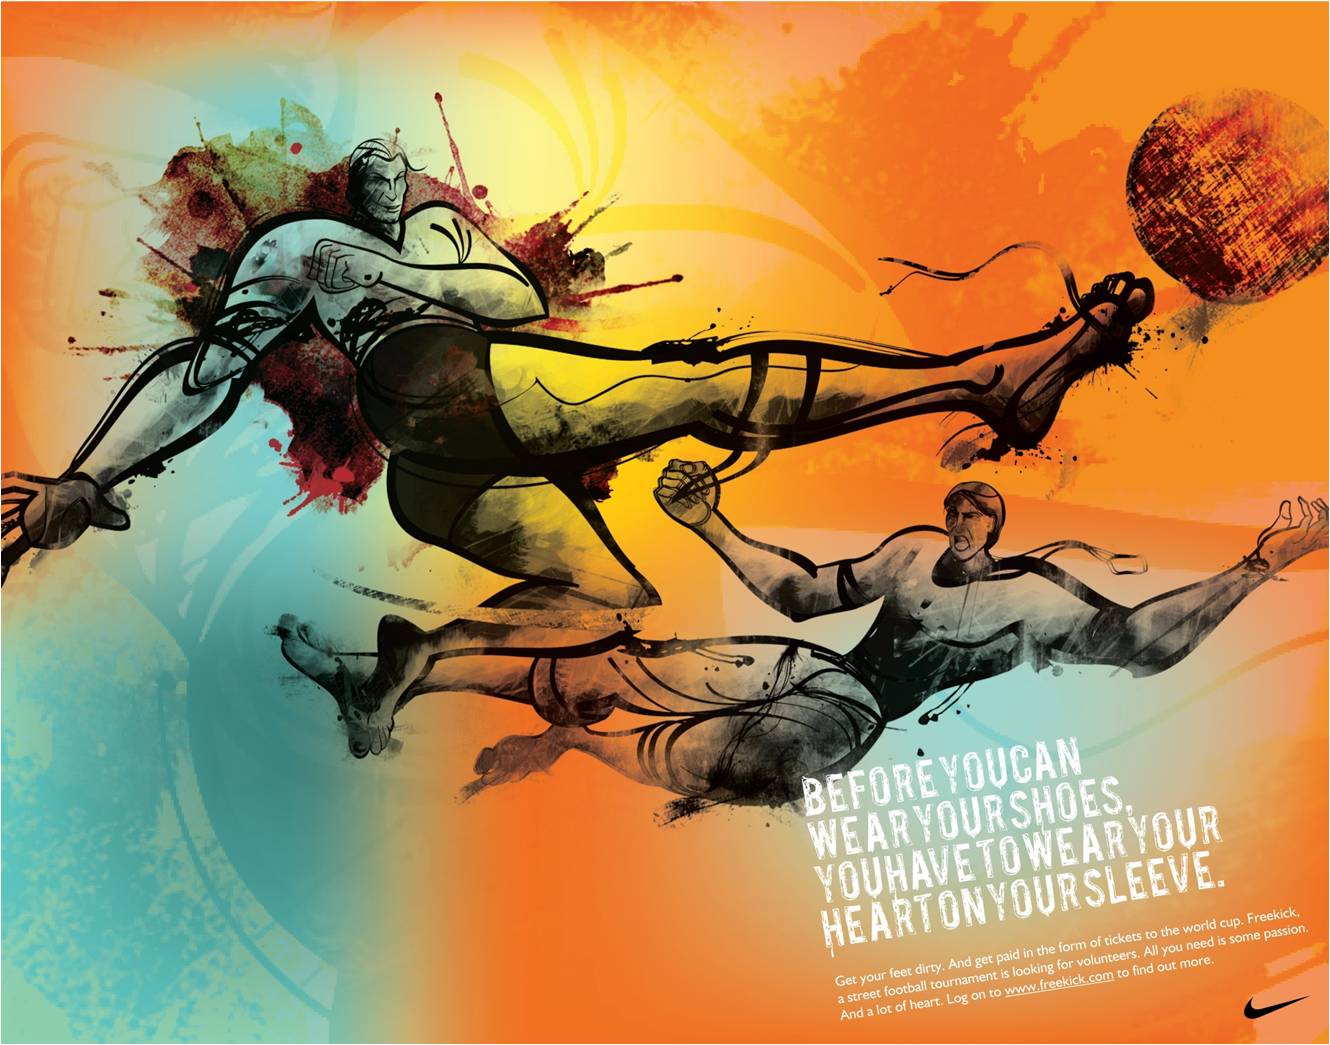 BEFORE YOU CAN
WEAR YOUR SHOES,
YOU HAVE TO WEAR YOUR
HEART ON YOUR SLEEVE.
Get your feet dirty. And get paid in the form of tickets to the world cup. Freekick,
a street football tournament is looking for volunteers. All you need is some passion.
And a lot of heart. Log on to www.freekick.com to find out more.